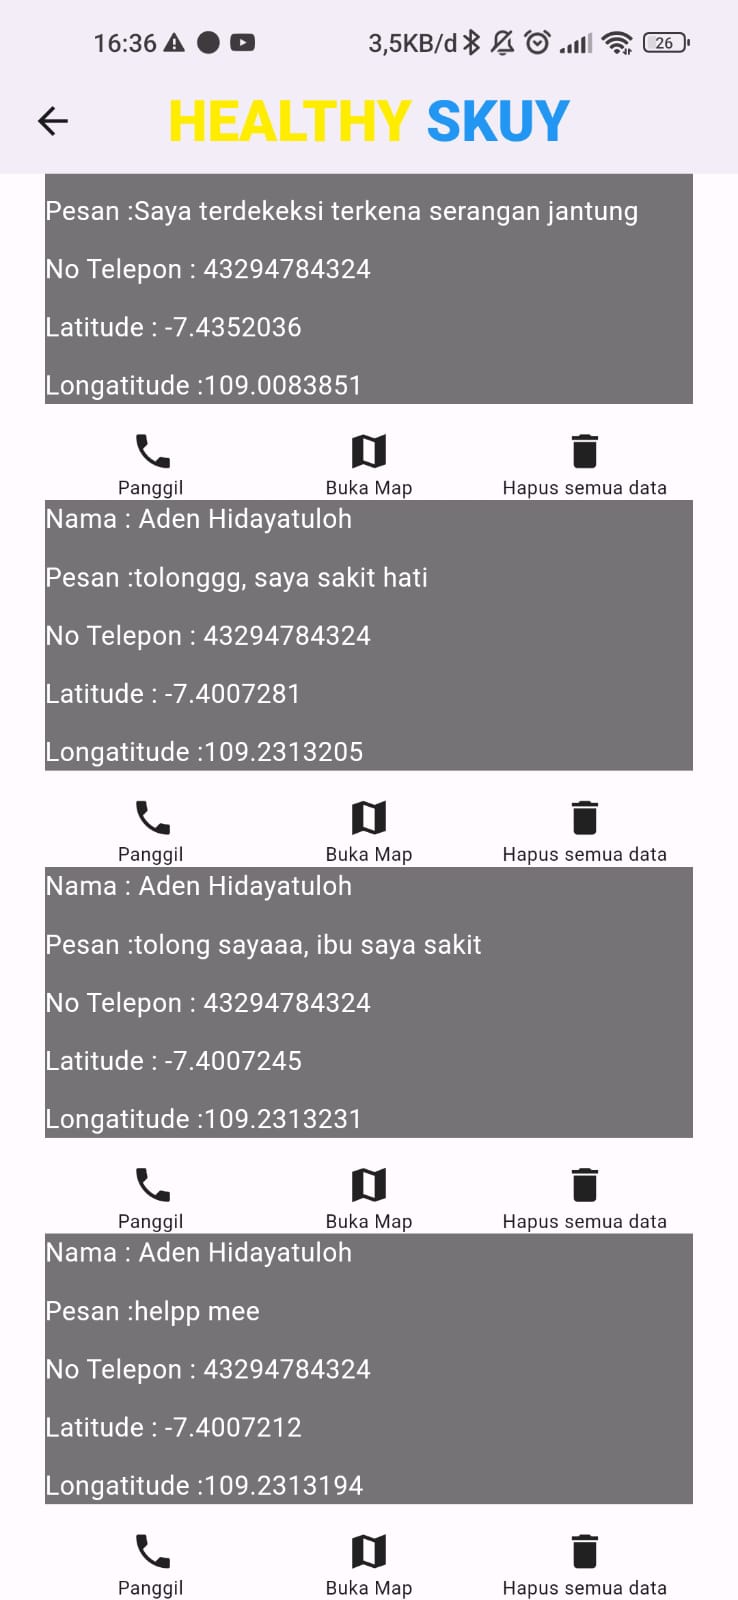 16:36 3,5KB/d 26
HEALTHY SKUY
Pesan :Saya terdekeksi terkena serangan jantung
No Telepon : 43294784324
Latitude : -7.4352036
Longatitude :109.0083851
Panggil Buka Map Hapus semua data
Nama : Aden Hidayatuloh
Pesan :tolonggg, saya sakit hati
No Telepon : 43294784324
Latitude : -7.4007281
Longatitude :109.2313205
Panggil Buka Map Hapus semua data
Nama : Aden Hidayatuloh
Pesan :tolong sayaaa, ibu saya sakit
No Telepon : 43294784324
Latitude : -7.4007245
Longatitude :109.2313231
Panggil Buka Map Hapus semua data
Nama : Aden Hidayatuloh
Pesan :helpp mee
No Telepon : 43294784324
Latitude : -7.4007212
Longatitude :109.2313194
Panggil Buka Map Hapus semua data